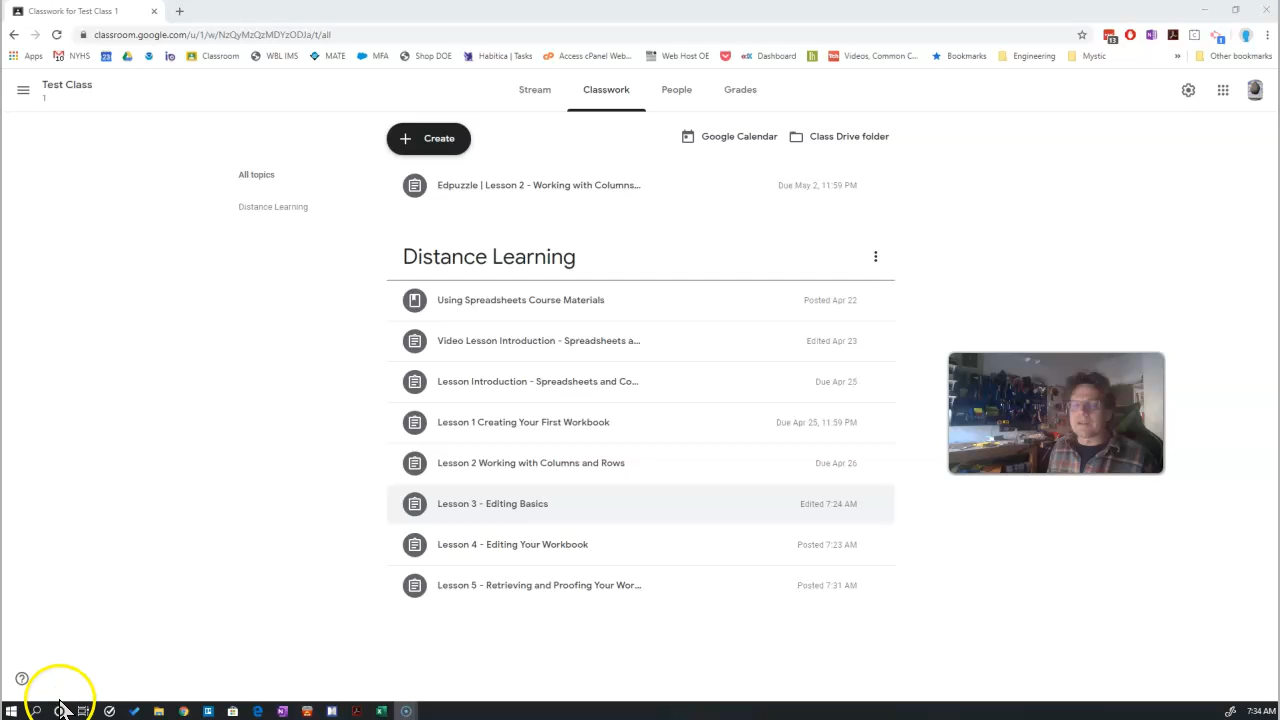 Classwork for Test Class 1
classroom.google.com/u/1/w/NzQyMzQzMDYzODJa/t/all
Apps NYHS Classroom WBL IMS MATE MFA Shop DOE Habitica | Tasks Access cPanel Web... Web Host OE Dashboard Videos, Common C... Bookmarks Engineering Mystic » Other bookmarks
Test Class
1
Stream Classwork People Grades
+ Create
Google Calendar Class Drive folder
All topics
Distance Learning
Edpuzzle | Lesson 2 - Working with Columns... Due May 2, 11:59 PM
Distance Learning
Using Spreadsheets Course Materials Posted Apr 22
Video Lesson Introduction - Spreadsheets a... Edited Apr 23
Lesson Introduction - Spreadsheets and Co... Due Apr 25
Lesson 1 Creating Your First Workbook Due Apr 25, 11:59 PM
Lesson 2 Working with Columns and Rows Due Apr 26
Lesson 3 - Editing Basics Edited 7:24 AM
Lesson 4 - Editing Your Workbook Posted 7:23 AM
Lesson 5 - Retrieving and Proofing Your Wor... Posted 7:31 AM
7:34 AM